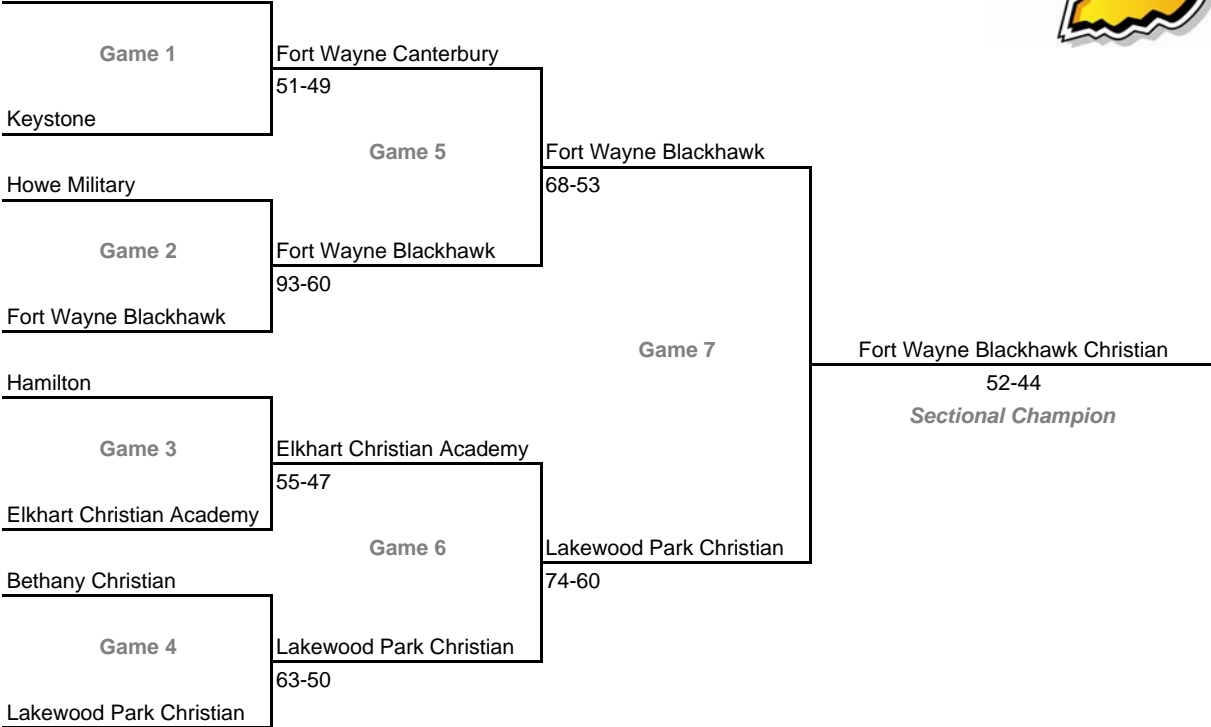 Game 1
Fort Wayne Canterbury
51-49
Keystone
Game 5
Fort Wayne Blackhawk
68-53
Howe Military
Game 2
Fort Wayne Blackhawk
93-60
Fort Wayne Blackhawk
Game 7
Fort Wayne Blackhawk Christian
52-44
Sectional Champion
Hamilton
Game 3
Elkhart Christian Academy
55-47
Elkhart Christian Academy
Game 6
Lakewood Park Christian
74-60
Bethany Christian
Game 4
Lakewood Park Christian
63-50
Lakewood Park Christian